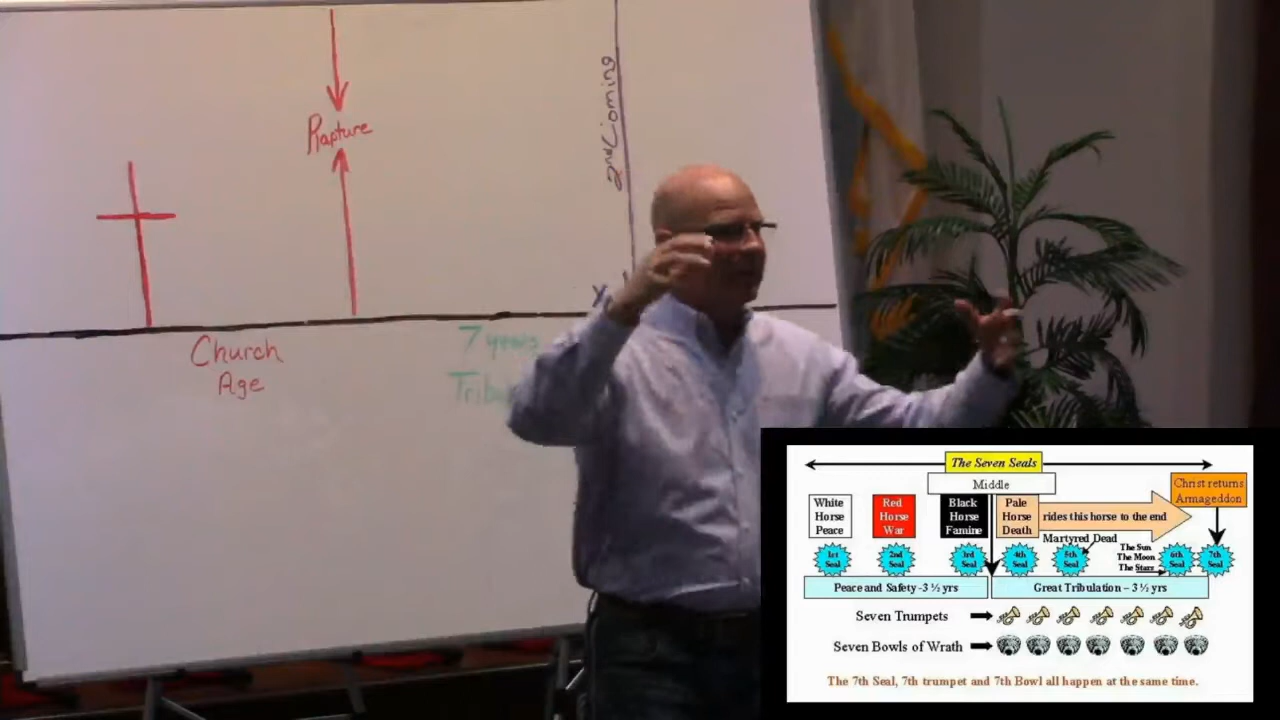 Rapture
2nd Coming
Church
Age
7 years
The Seven Seals
Middle
Christ returns
Armageddon
White
Horse
Peace
Red
Horse
War
Black
Horse
Famine
Pale
Horse
Death
rides this horse to the end
Martyred Dead
The Sun
The Moon
The Stars
1st
Seal
2nd
Seal
3rd
Seal
4th
Seal
5th
Seal
6th
Seal
7th
Seal
Peace and Safety -3 ½ yrs
Great Tribulation – 3 ½ yrs
Seven Trumpets
Seven Bowls of Wrath
The 7th Seal, 7th trumpet and 7th Bowl all happen at the same time.